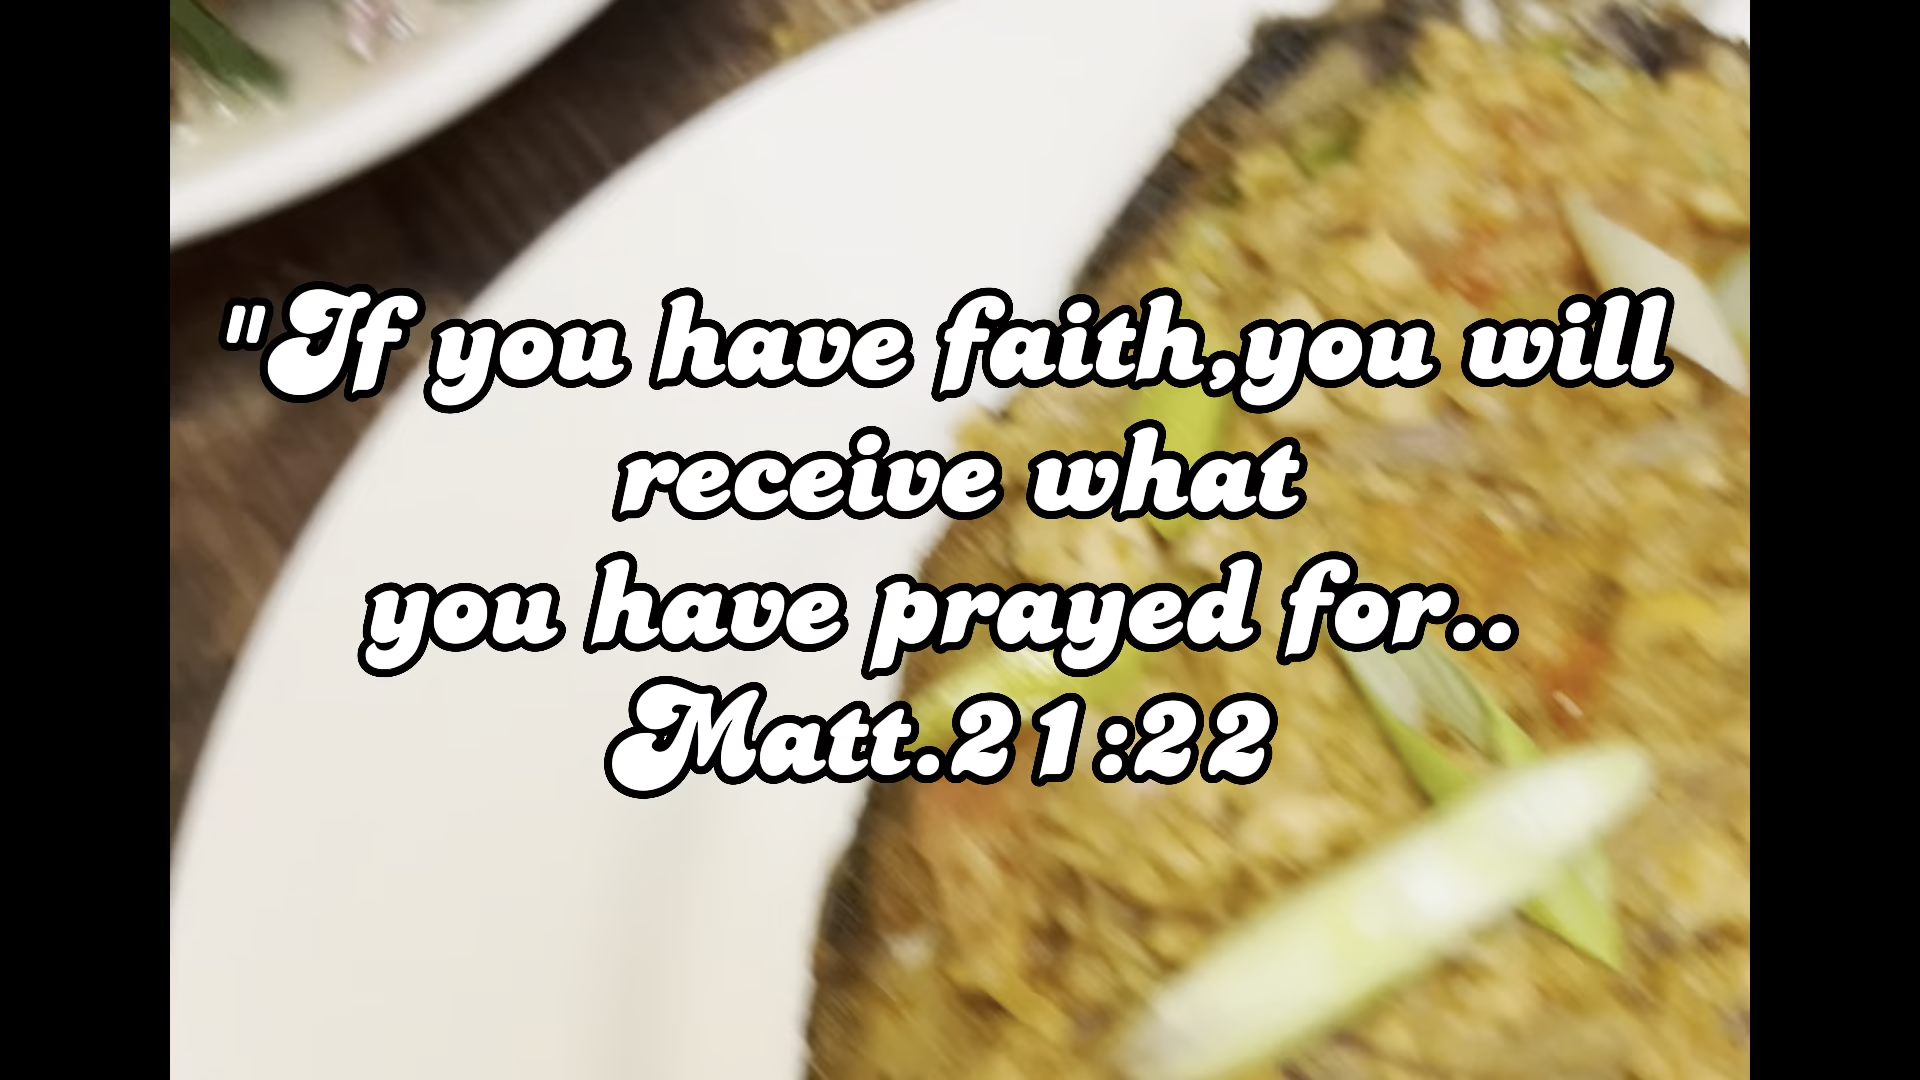 "If you have faith,you will
receive what
you have prayed for..
Matt.21:22